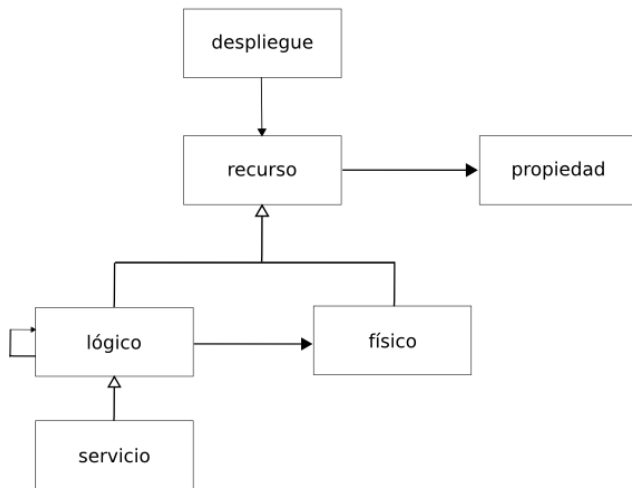 despliegue
recurso
propiedad
lógico
físico
servicio